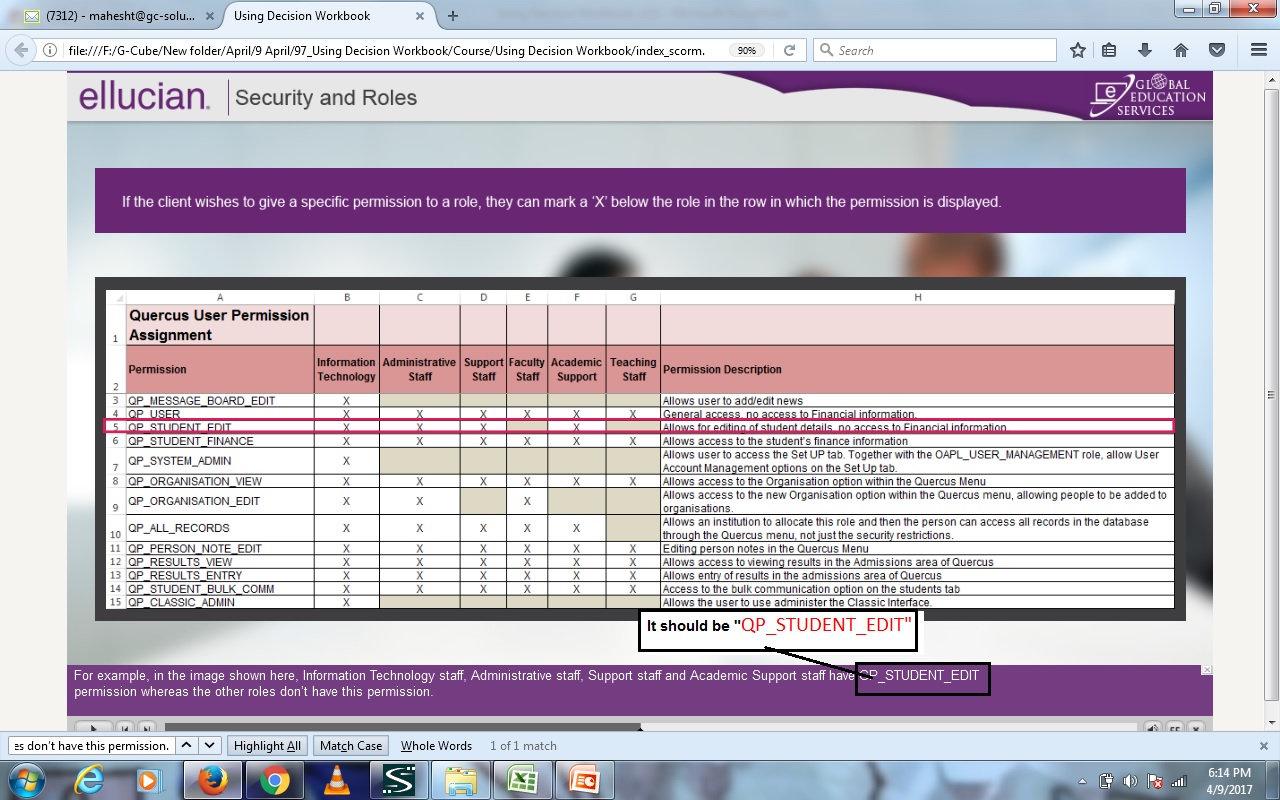 (7312) - mahesht@gc-solu...
Using Decision Workbook
file:///F:/G-Cube/New folder/April/9 April/97_Using Decision Workbook/Course/Using Decision Workbook/index_scorm.
90%
Search
ellucian.
Security and Roles
GLOBAL
EDUCATION
SERVICES
If the client wishes to give a specific permission to a role, they can mark a ‘X’ below the role in the row in which the permission is displayed.
A B C D E F G H
1 Quercus User Permission
Assignment
2 Permission Information Technology Administrative Staff Support Staff Faculty Staff Academic Support Teaching Staff Permission Description
3 QP_MESSAGE_BOARD_EDIT X Allows user to add/edit news
4 QP_USER X X X X X X General access, no access to Financial information.
5 QP_STUDENT_EDIT X X X X Allows for editing of student details, no access to Financial information
6 QP_STUDENT_FINANCE X X X X X X Allows access to the student's finance information
7 QP_SYSTEM_ADMIN X Allows user to access the Set UP tab. Together with the OAPL_USER_MANAGEMENT role, allow User
Account Management options on the Set Up tab.
8 QP_ORGANISATION_VIEW X X X X X X Allows access to the Organisation option within the Quercus Menu
9 QP_ORGANISATION_EDIT X X X Allows access to the new Organisation option within the Quercus menu, allowing people to be added to
organisations.
10 QP_ALL_RECORDS X X X X X Allows an institution to allocate this role and then the person can access all records in the database
through the Quercus menu, not just the security restrictions.
11 QP_PERSON_NOTE_EDIT X X X X X X Editing person notes in the Quercus Menu
12 QP_RESULTS_VIEW X X X X X X Allows access to viewing results in the Admissions area of Quercus
13 QP_RESULTS_ENTRY X X X X X X Allows entry of results in the admissions area of Quercus
14 QP_STUDENT_BULK_COMM X X X X X X Access to the bulk communication option on the students tab
15 QP_CLASSIC_ADMIN X Allows the user to use administer the Classic Interface.
It should be "QP_STUDENT_EDIT"
For example, in the image shown here, Information Technology staff, Administrative staff, Support staff and Academic Support staff have QP_STUDENT_EDIT
permission whereas the other roles don’t have this permission.
es don't have this permission.
Highlight All
Match Case
Whole Words
1 of 1 match
6:14 PM
4/9/2017